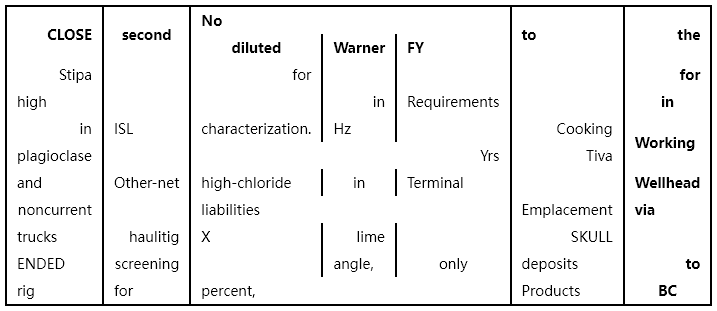 No
CLOSE second to the
diluted Warner FY
Stipa for for
high in Requirements in
in ISL characterization. Hz Cooking
Working
plagioclase Yrs Tiva
and Other-net high-chloride in Terminal Wellhead
noncurrent liabilities Emplacement via
trucks haulitig X lime SKULL
ENDED screening angle, only deposits to
rig for percent, Products BC